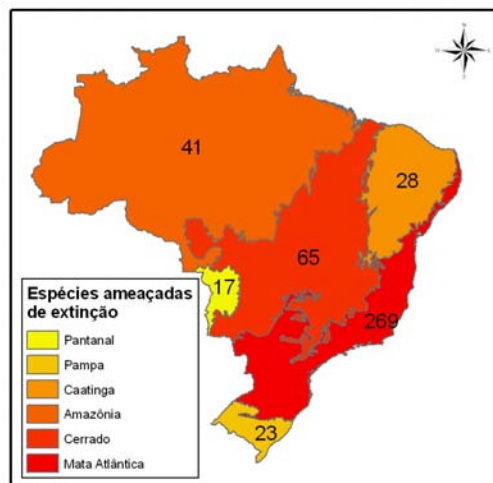 41
28
65
17
269
23
Espécies ameaçadas
de extinção
Pantanal
Pampa
Caatinga
Amazônia
Cerrado
Mata Atlântica